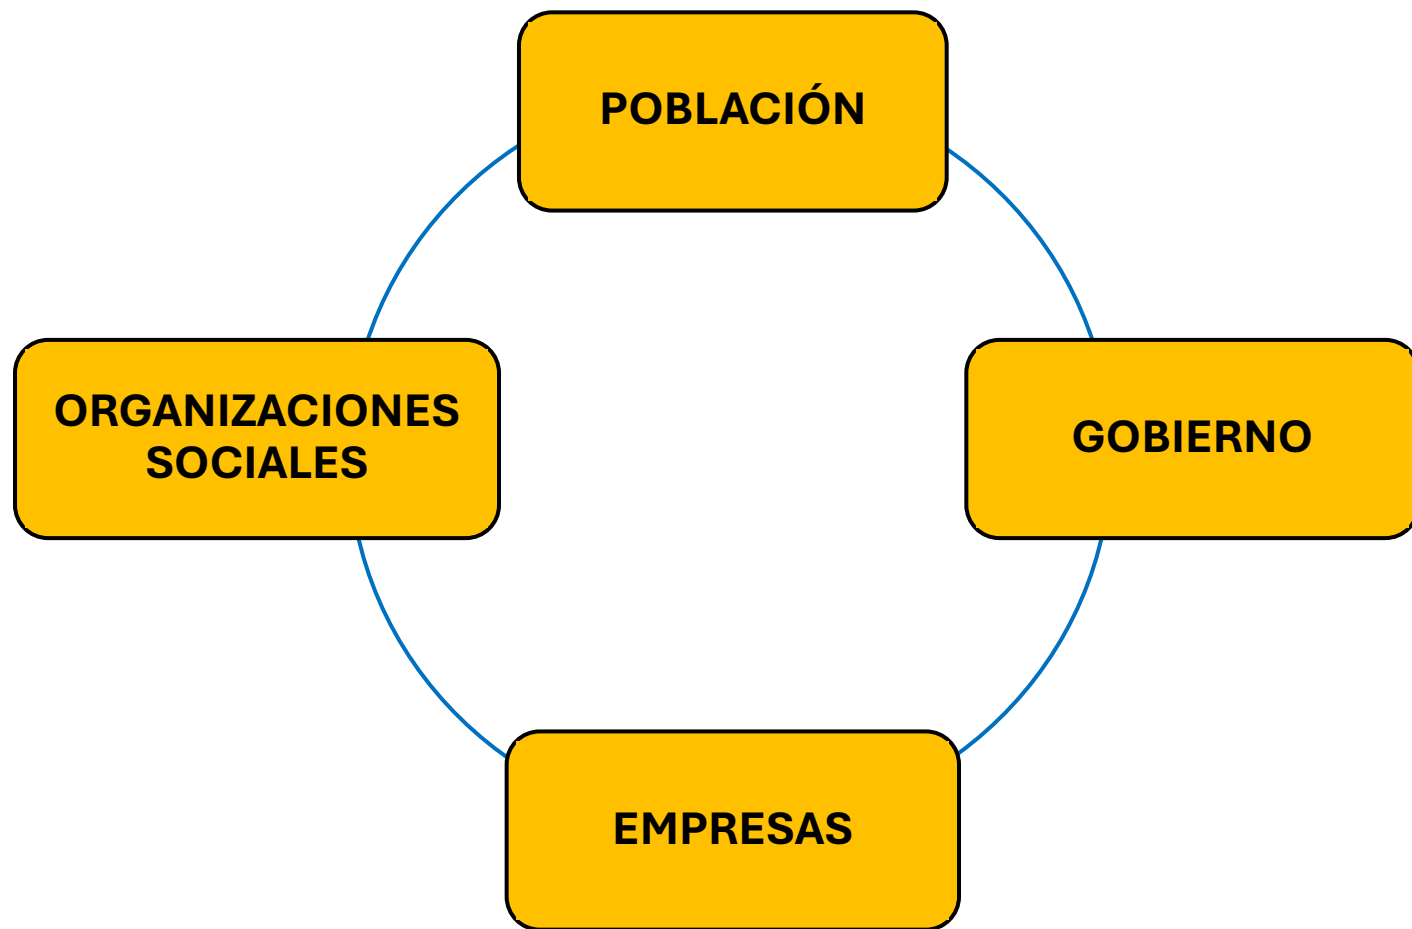 POBLACIÓN
ORGANIZACIONES
SOCIALES
GOBIERNO
EMPRESAS